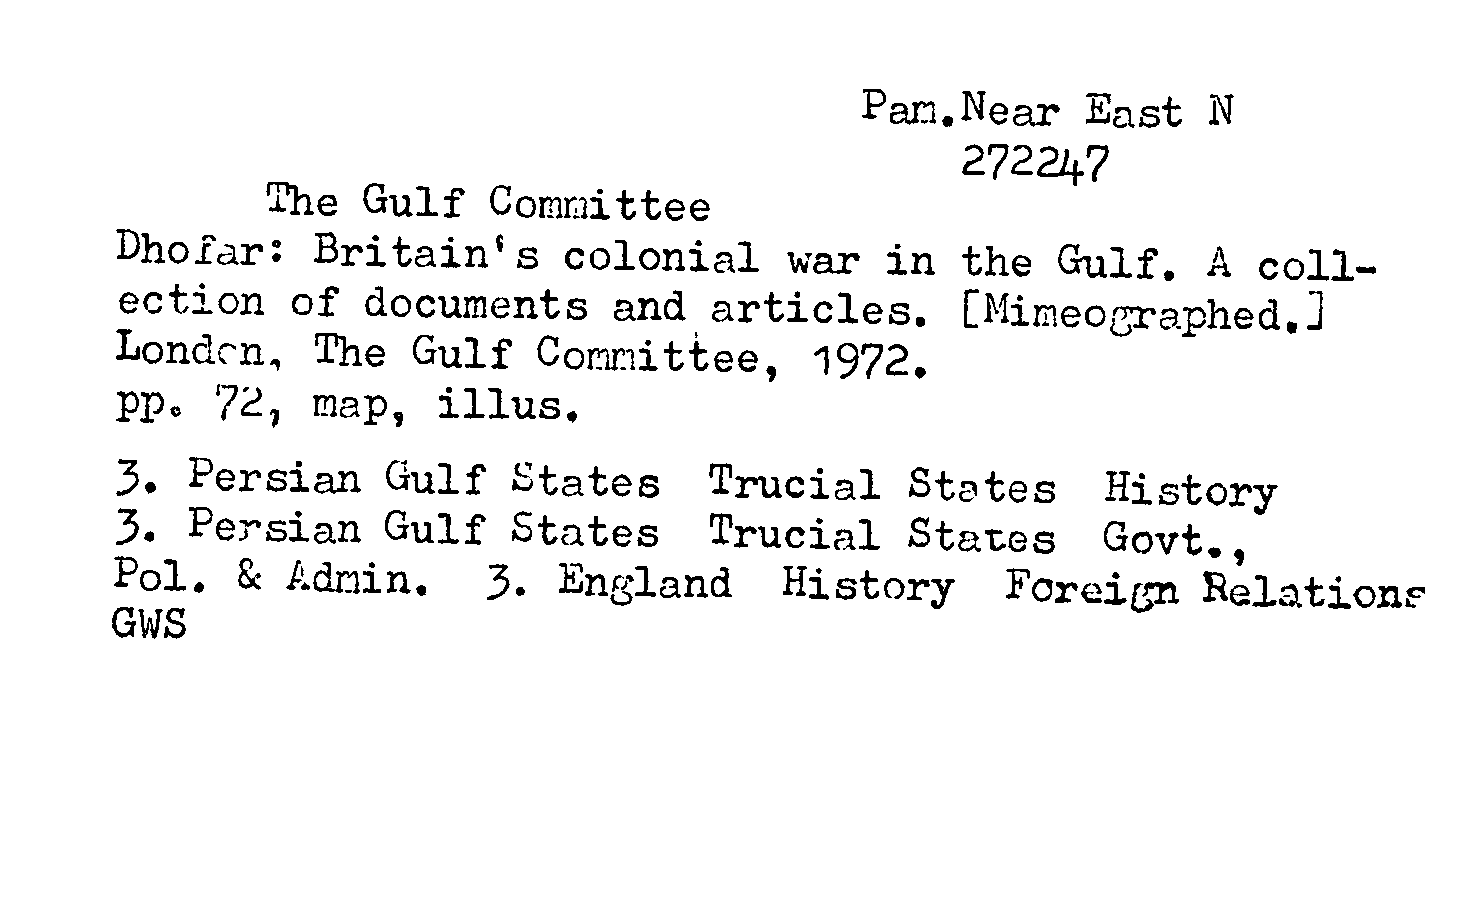 Pam.Near East N
272247
The Gulf Committee
Dhofar: Britain's colonial war in the Gulf. A coll-
ection of documents and articles. [Mimeographed.]
London, The Gulf Committee, 1972.
pp. 72, map, illus.
3. Persian Gulf States Trucial States History
3. Persian Gulf States Trucial States Govt.,
Pol. & Admin. 3. England History Foreign Relations
GWS